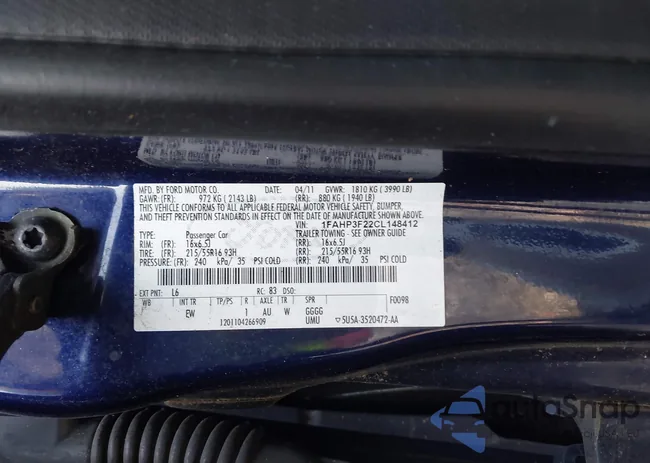 MFD. BY FORD MOTOR CO. DATE: 04/11 GVWR: 1810 KG ( 3990 LB)
GAWR: (FR): 972 KG ( 2143 LB) (RR): 880 KG ( 1940 LB)
THIS VEHICLE CONFORMS TO ALL APPLICABLE FEDERAL MOTOR VEHICLE SAFETY, BUMPER,
AND THEFT PREVENTION STANDARDS IN EFFECT ON THE DATE OF MANUFACTURE SHOWN ABOVE.
VIN: 1FAHP3F22CL148412
TYPE: Passenger Car TRAILER TOWING - SEE OWNER GUIDE
RIM: (FR) 16x6.5J (RR): 16x6.5J
TIRE: (FR) 215/55R16 93H (RR): 215/55R16 93H
PRESSURE: (FR) 240 kPa/ 35 PSI COLD (RR): 240 kPa/ 35 PSI COLD
EXT PNT: L6 RC: 83 DSO:
WB INT TR TP/PS R AXLE TR SPR F0098
EW 1 AU W GGGG
1201104266909 UMU ▽5U5A-3520472-AA
autoSnap